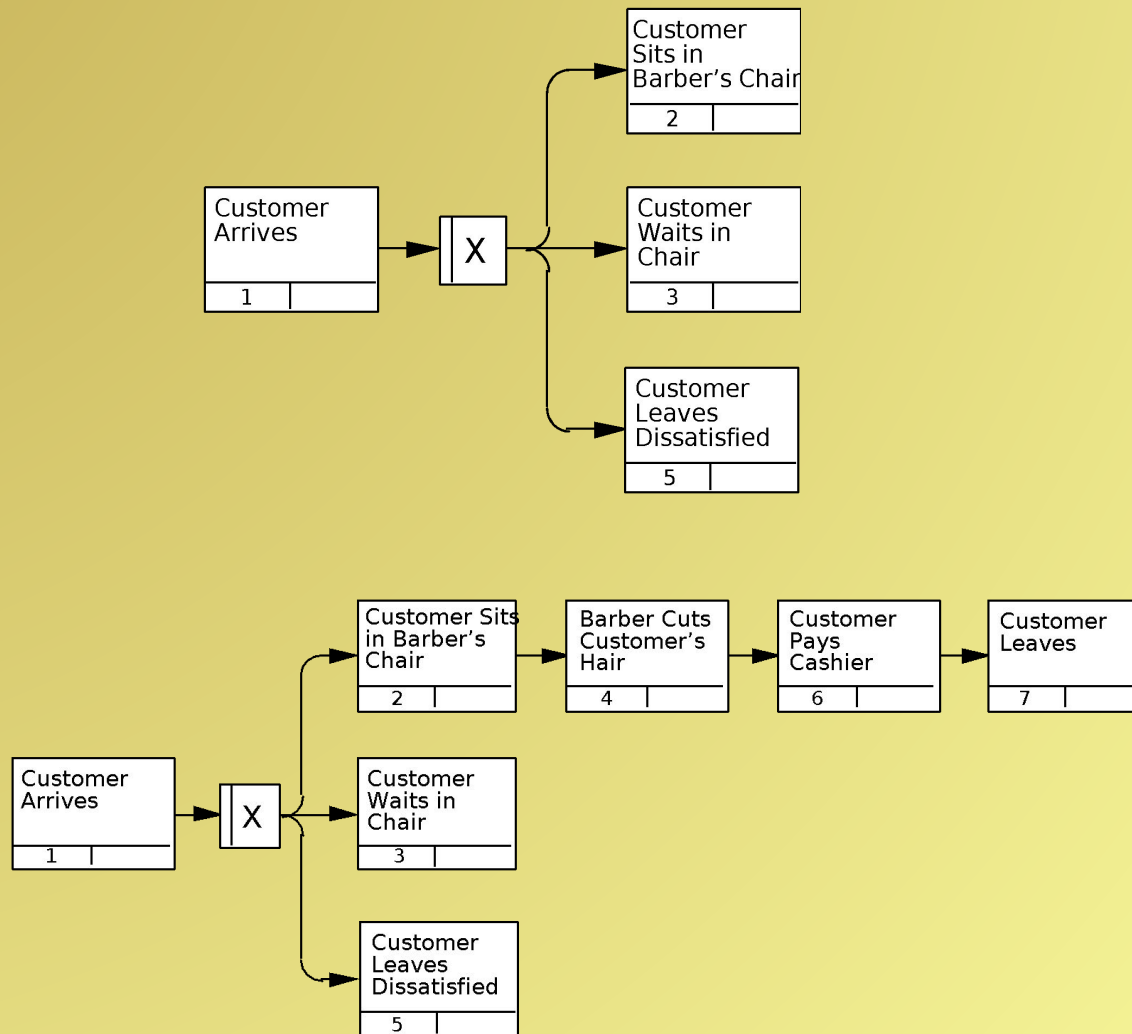 Customer
Sits in
Barber's Chair
2
Customer
Arrives
1
X
Customer
Waits in
Chair
3
Customer
Leaves
Dissatisfied
5
Customer Sits
in Barber's
Chair
2
Barber Cuts
Customer's
Hair
4
Customer
Pays
Cashier
6
Customer
Leaves
7
Customer
Arrives
1
X
Customer
Waits in
Chair
3
Customer
Leaves
Dissatisfied
5